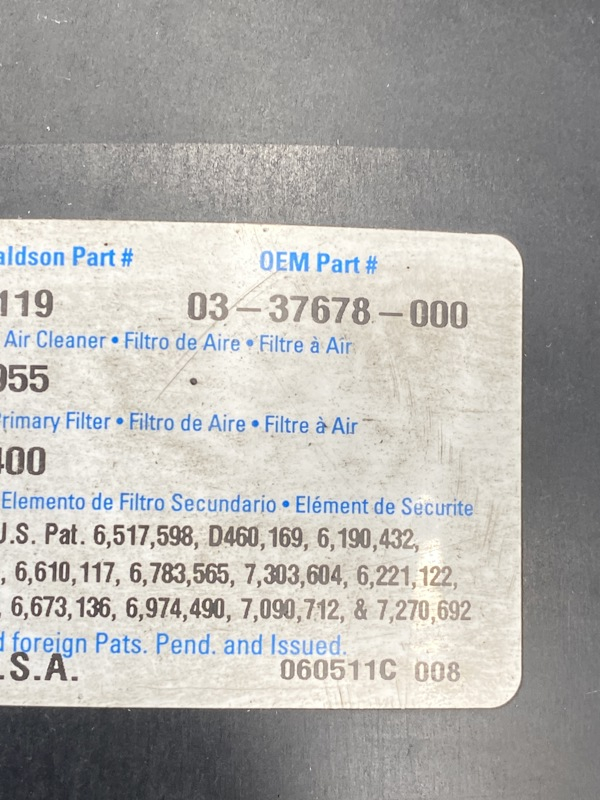 aldson Part # OEM Part #
119 03-37678-000
Air Cleaner • Filtro de Aire • Filtre à Air
955
Primary Filter • Filtro de Aire • Filtre à Air
400
Elemento de Filtro Secundario • Elément de Securite
U.S. Pat. 6,517,598, D460,169, 6,190,432,
, 6,610,117, 6,783,565, 7,303,604, 6,221,122,
, 6,673,136, 6,974,490, 7,090,712, & 7,270,692
d foreign Pats. Pend. and Issued.
.S.A. 060511C 008